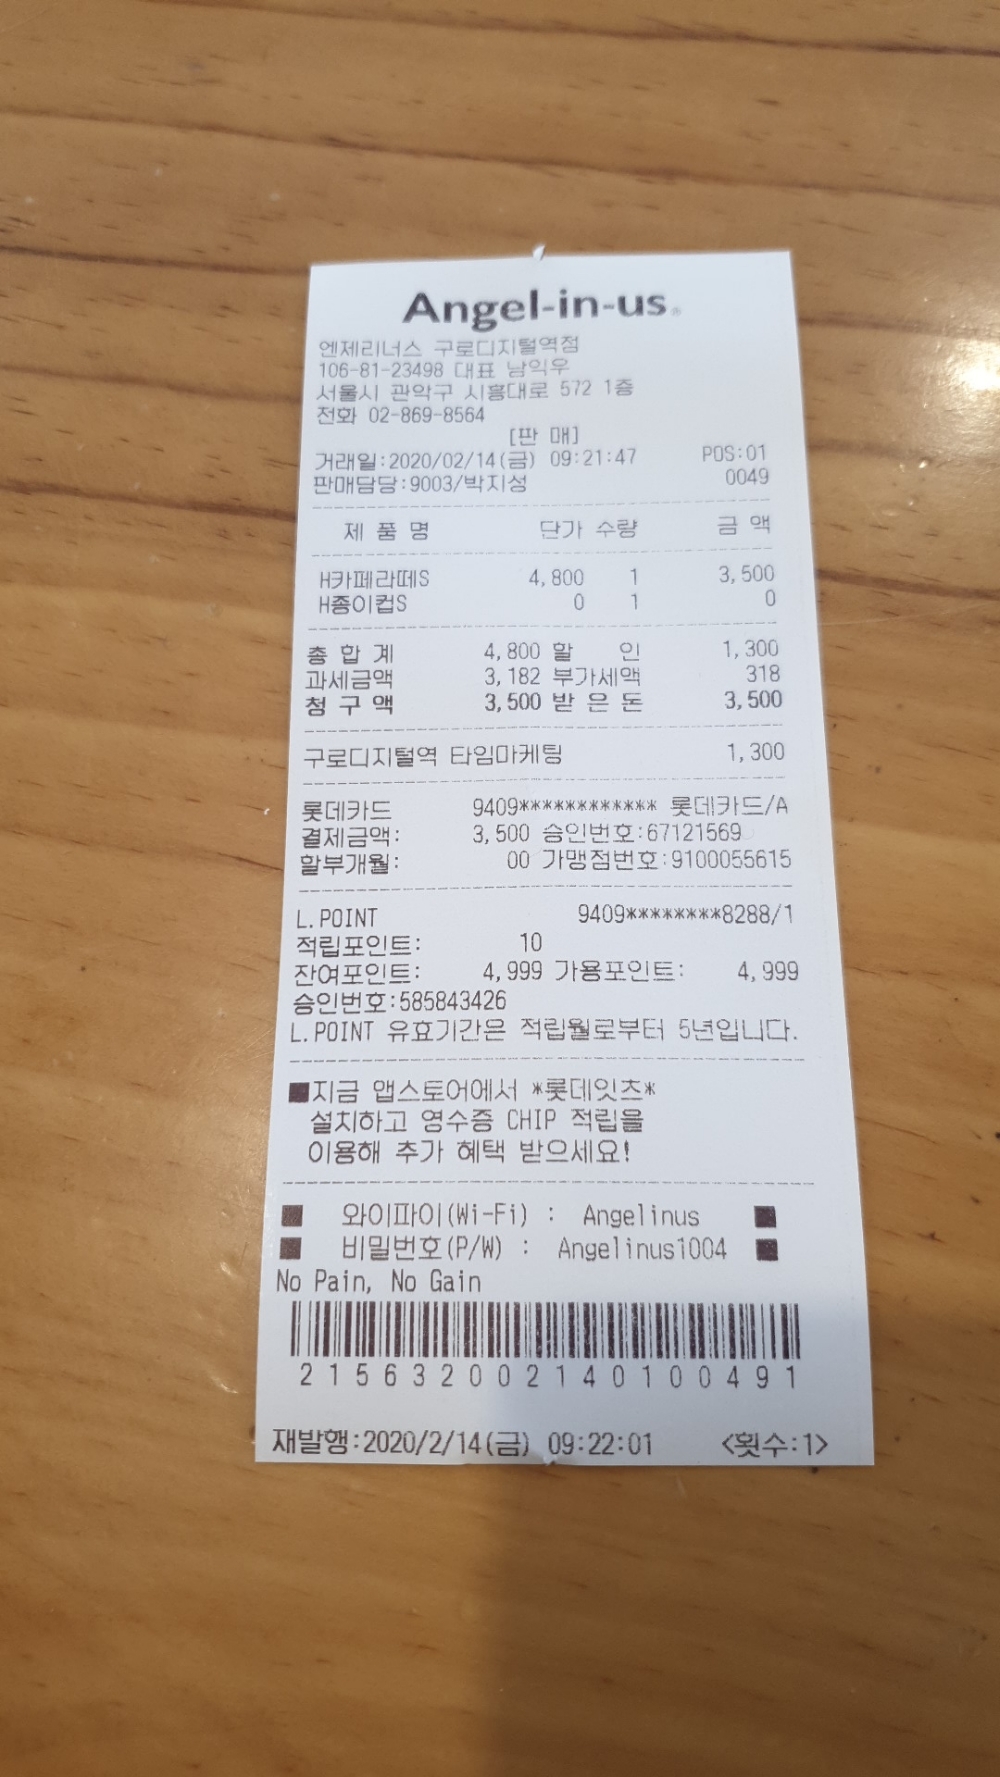 Angel-in-us®
엔제리너스 구로디지털역점
106-81-23498 대표 남익우
서울시 관악구 시흥대로 572 1층
전화 02-869-8564
[판 매]
거래일:2020/02/14(금) 09:21:47 POS:01
판매담당:9003/박지성 0049
제 품 명 단가 수량 금 액
H카페라떼S 4,800 1 3,500
H종이컵S 0 1 0
총 합 계 4,800 할 인 1,300
과세금액 3,182 부가세액 318
청 구 액 3,500 받 은 돈 3,500
구로디지털역 타임마케팅 1,300
롯데카드 9409************ 롯데카드/A
결제금액: 3,500 승인번호:67121569
할부개월: 00 가맹점번호:9100055615
L.POINT 9409********8288/1
적립포인트: 10
잔여포인트: 4,999 가용포인트: 4,999
승인번호:585843426
L.POINT 유효기간은 적립월로부터 5년입니다.
■지금 앱스토어에서 *롯데잇츠*
설치하고 영수증 CHIP 적립을
이용해 추가 혜택 받으세요!
■ 와이파이(Wi-Fi) : Angelinus ■
■ 비밀번호(P/W) : Angelinus1004 ■
No Pain, No Gain
215632002140100491
재발행:2020/2/14(금) 09:22:01 <횟수:1>